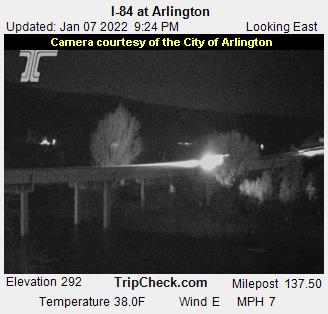 I-84 at Arlington
Updated: Jan 07 2022 9:24 PM Looking East
Camera courtesy of the City of Arlington
Elevation 292 TripCheck.com Milepost 137.50
Temperature 38.0F Wind E MPH 7